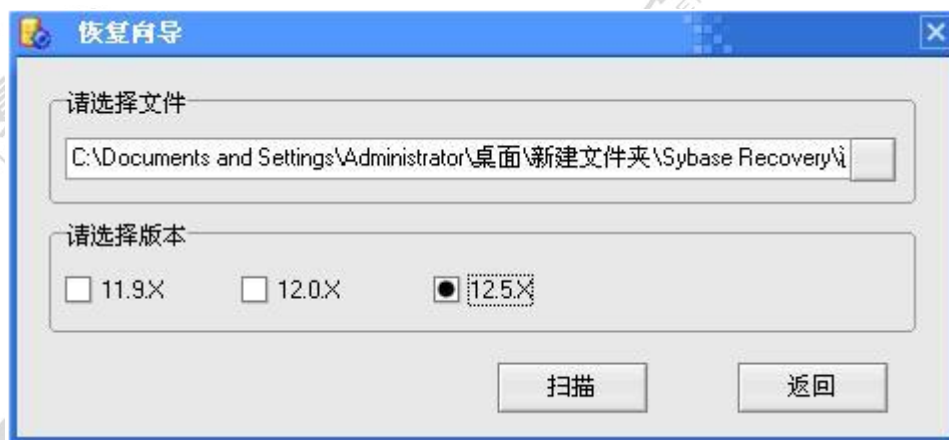 恢复向导
请选择文件
C:\Documents and Settings\Administrator\桌面\新建文件夹\Sybase Recovery\
请选择版本
11.9.X 12.0.X 12.5.X
扫描 返回